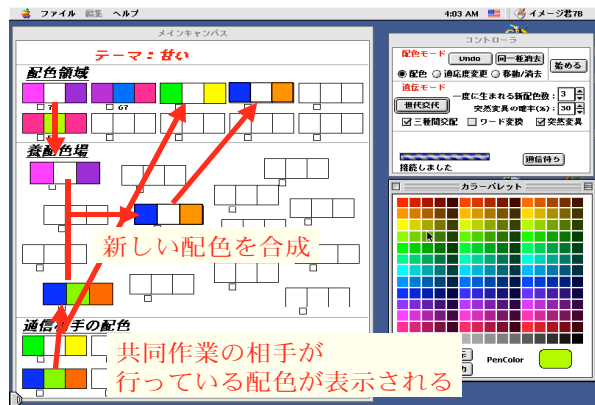 ファイル 編集 ヘルプ
4:03 AM
イメージ君7B
メインキャンバス
テーマ：甘い
配色領域
67
養配色場
新しい配色を合成
通信相手の配色
共同作業の相手が
行っている配色が表示される
コントローラ
配色モード
Undo
同一種消去
始める
配色 適応度変更 移動/消去
遺伝モード
世代交代
一度に生まれる新配色数： 3
突然変異の確率(%)： 30
三種間交配 ワード変換 突然変異
接続しました
通信待ち
カラーパレット
PenColor